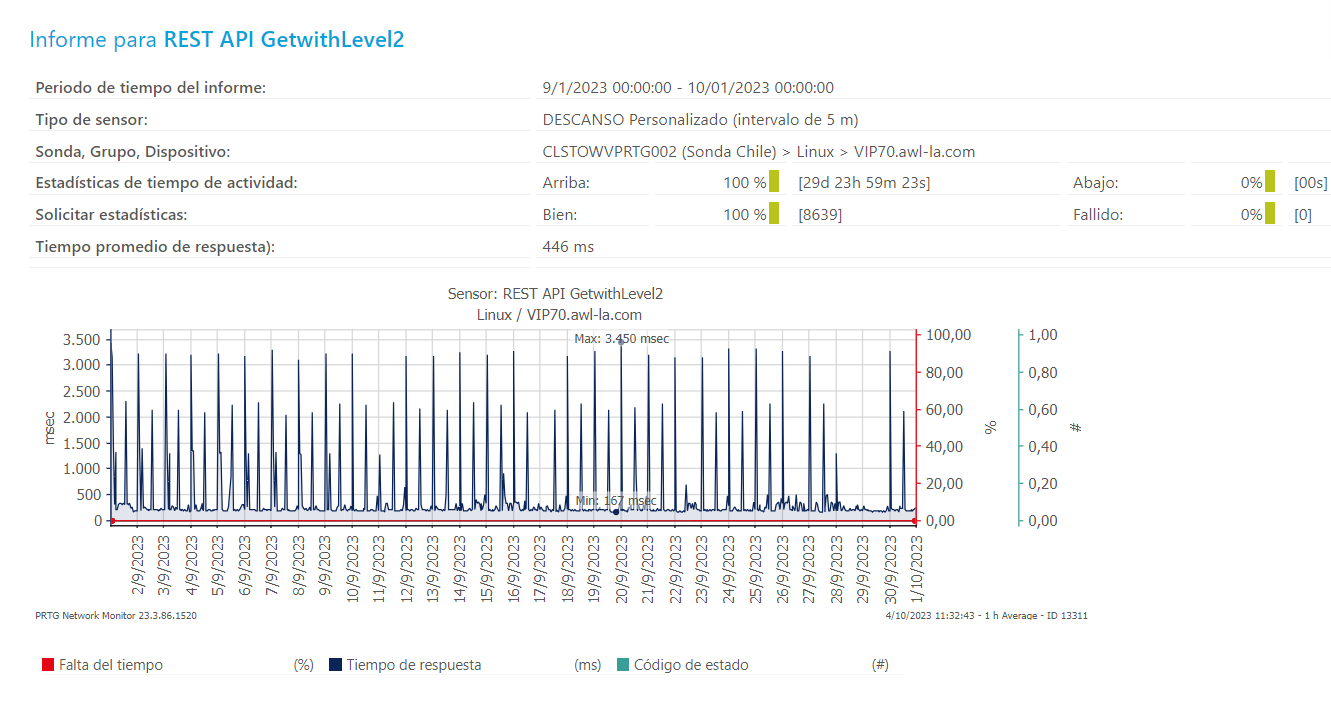 Informe para REST API GetwithLevel2
Periodo de tiempo del informe: 9/1/2023 00:00:00 - 10/01/2023 00:00:00
Tipo de sensor: DESCANSO Personalizado (intervalo de 5 m)
Sonda, Grupo, Dispositivo: CLSTOWVPRTG002 (Sonda Chile) > Linux > VIP70.awl-la.com
Estadísticas de tiempo de actividad: Arriba: 100 % [29d 23h 59m 23s] Abajo: 0% [00s]
Solicitar estadísticas: Bien: 100 % [8639] Fallido: 0% [0]
Tiempo promedio de respuesta): 446 ms
Sensor: REST API GetwithLevel2
Linux / VIP70.awl-la.com
Max: 3.450 msec
3.500 100,00 1,00
3.000 80,00 0,80
2.500
2.000 60,00 0,60
msec % #
1.500 40,00 0,40
1.000
500 20,00 0,20
Min: 167 msec
0 0,00 0,00
2/9/2023 3/9/2023 4/9/2023 5/9/2023 6/9/2023 7/9/2023 8/9/2023 9/9/2023 10/9/2023 11/9/2023 12/9/2023 13/9/2023 14/9/2023 15/9/2023 16/9/2023 17/9/2023 18/9/2023 19/9/2023 20/9/2023 21/9/2023 22/9/2023 23/9/2023 24/9/2023 25/9/2023 26/9/2023 27/9/2023 28/9/2023 29/9/2023 30/9/2023 1/10/2023
PRTG Network Monitor 23.3.86.1520 4/10/2023 11:32:43 - 1 h Average - ID 13311
Falta del tiempo (%) Tiempo de respuesta (ms) Código de estado (#)